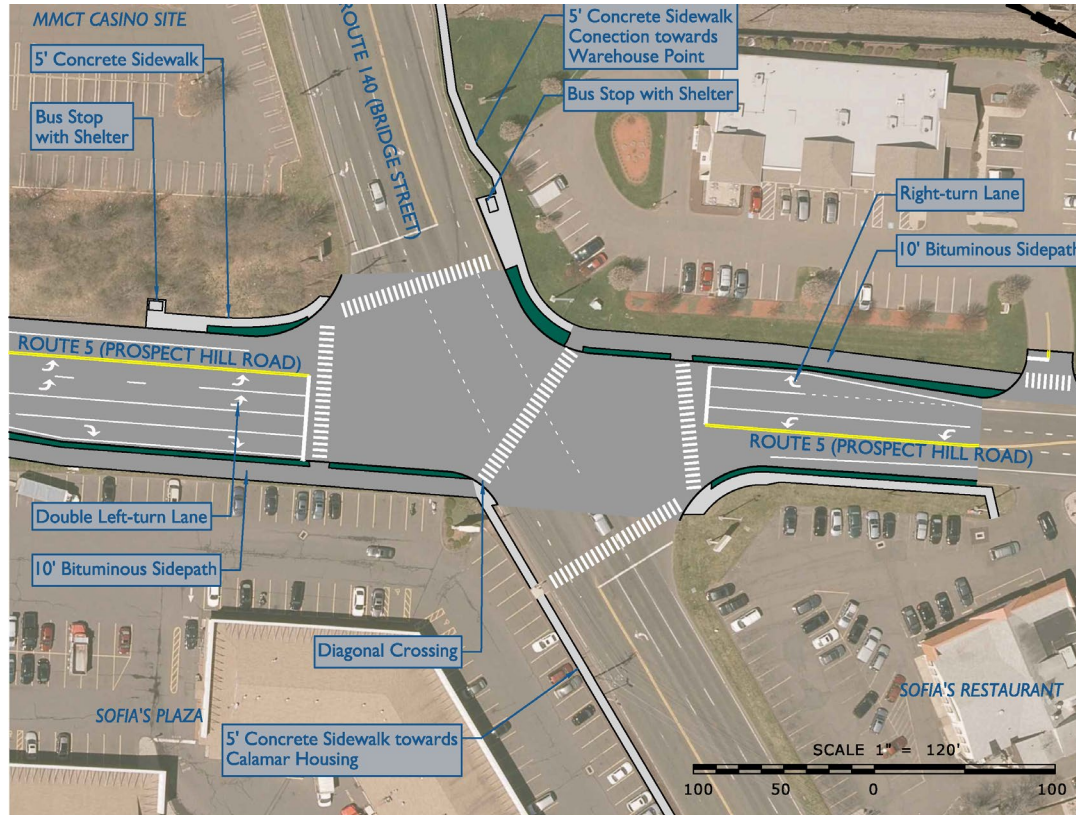 MMCT CASINO SITE
5' Concrete Sidewalk
Bus Stop
with Shelter
ROUTE 140 (BRIDGE STREET)
5' Concrete Sidewalk
Conection towards
Warehouse Point
Bus Stop with Shelter
Right-turn Lane
10' Bituminous Sidepath
ROUTE 5 (PROSPECT HILL ROAD)
ROUTE 5 (PROSPECT HILL ROAD)
Double Left-turn Lane
10' Bituminous Sidepath
Diagonal Crossing
SOFIA'S PLAZA
5' Concrete Sidewalk towards
Calamar Housing
SOFIA'S RESTAURANT
SCALE 1" = 120'
100 50 0 100